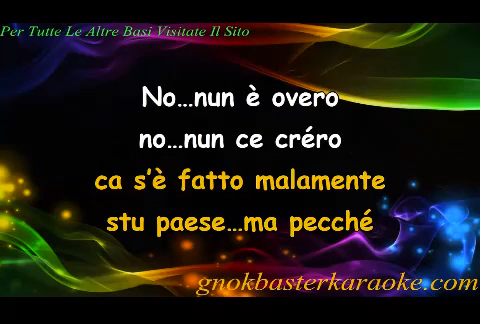 Per Tutte Le Altre Basi Visitate Il Sito
No...nun è overo
no...nun ce créro
ca s'è fatto malamente
stu paese...ma pecché
gnokbasterkaraoke.com